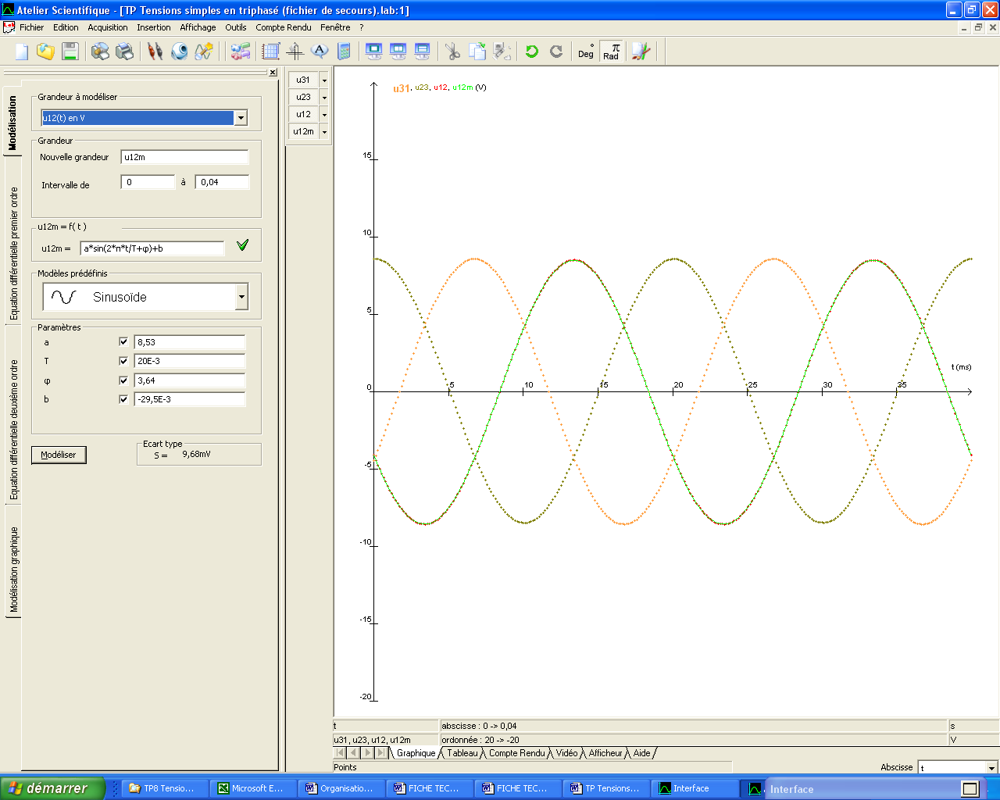 Atelier Scientifique - [TP Tensions simples en triphasé (fichier de secours).lab:1]
Fichier Edition Acquisition Insertion Affichage Outils Compte Rendu Fenêtre ?
Deg° π Rad
Modélisation
Equation différentielle premier ordre
Equation différentielle deuxième ordre
Modélisation graphique
Grandeur à modéliser
u12(t) en V
Grandeur
Nouvelle grandeur u12m
Intervalle de 0 à 0,04
u12m = f( t )
u12m = a*sin(2*π*t/T+φ)+b
Modèles prédéfinis
Sinusoïde
Paramètres
a 8,53
T 20E-3
φ 3,64
b -29,5E-3
Modéliser
Ecart type
S = 9,68mV
u31
u23
u12
u12m
u31, u23, u12, u12m (V)
15
10
5
t (ms)
0 5 10 15 20 25 30 35
-5
-10
-15
-20
t abscisse : 0 -> 0,04 s
u31, u23, u12, u12m ordonnée : 20 -> -20 V
Graphique Tableau Compte Rendu Vidéo Afficheur Aide
Points Abscisse t
démarrer TP8 Tensio... Microsoft E... Organisatio... FICHE TEC... FICHE TEC... TP Tensions... Interface Interface